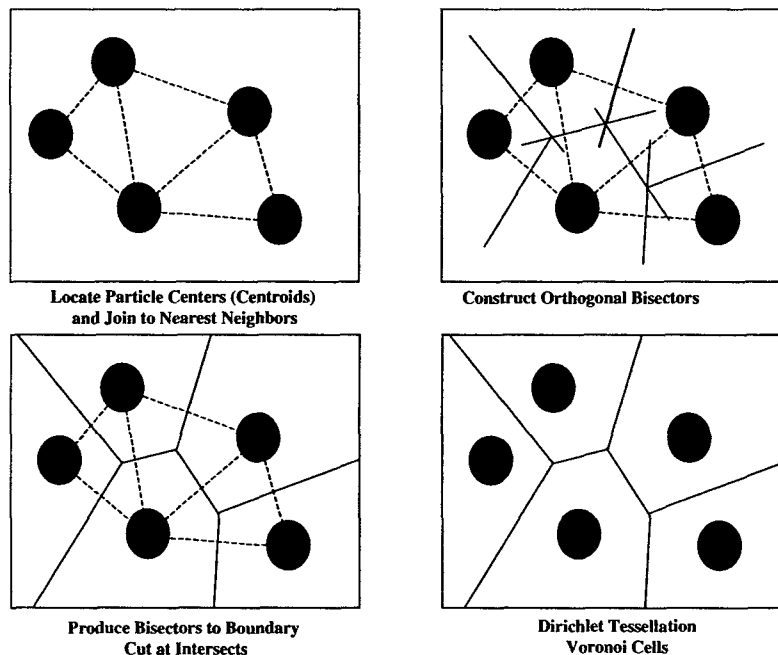 Locate Particle Centers (Centroids)
and Join to Nearest Neighbors
Construct Orthogonal Bisectors
Produce Bisectors to Boundary
Cut at Intersects
Dirichlet Tessellation
Voronoi Cells